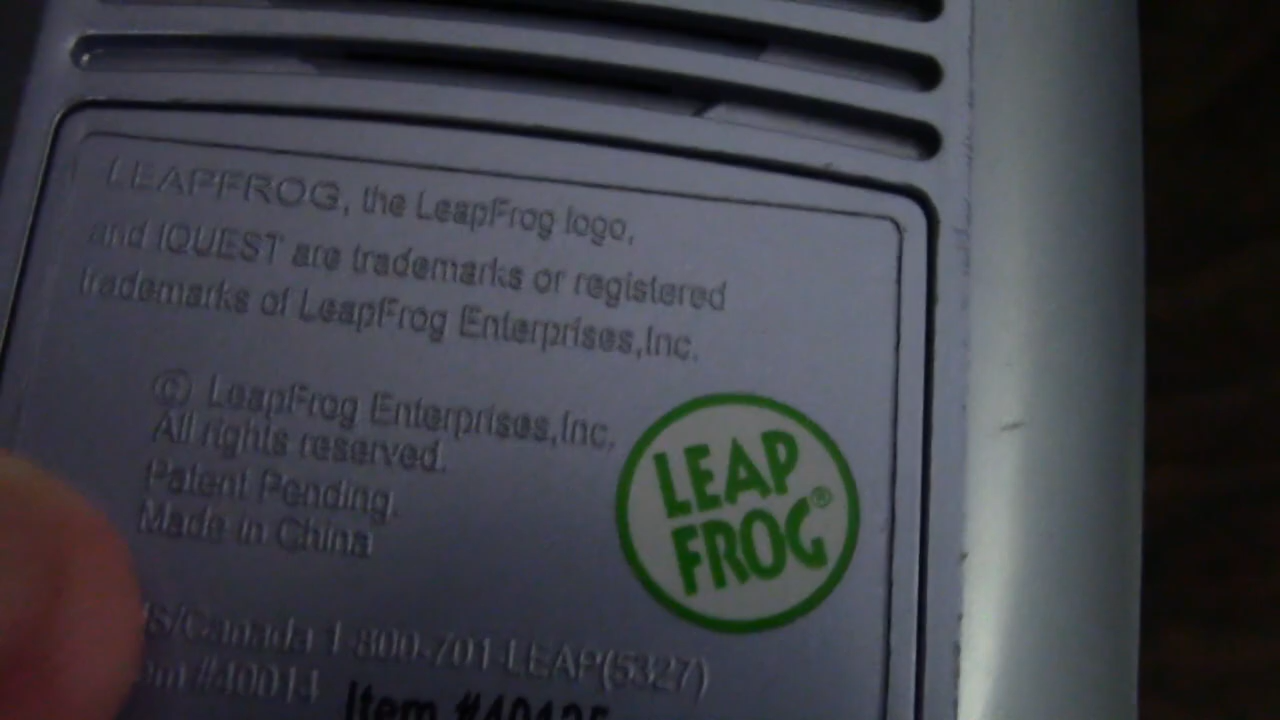 LEAPFROG, the LeapFrog logo,
and IQUEST are trademarks or registered
trademarks of LeapFrog Enterprises,Inc.
© LeapFrog Enterprises,Inc.
All rights reserved.
Patent Pending.
Made in China
LEAP
FROG®
S/Canada 1-800-701-LEAP(5327)
#40014
Item